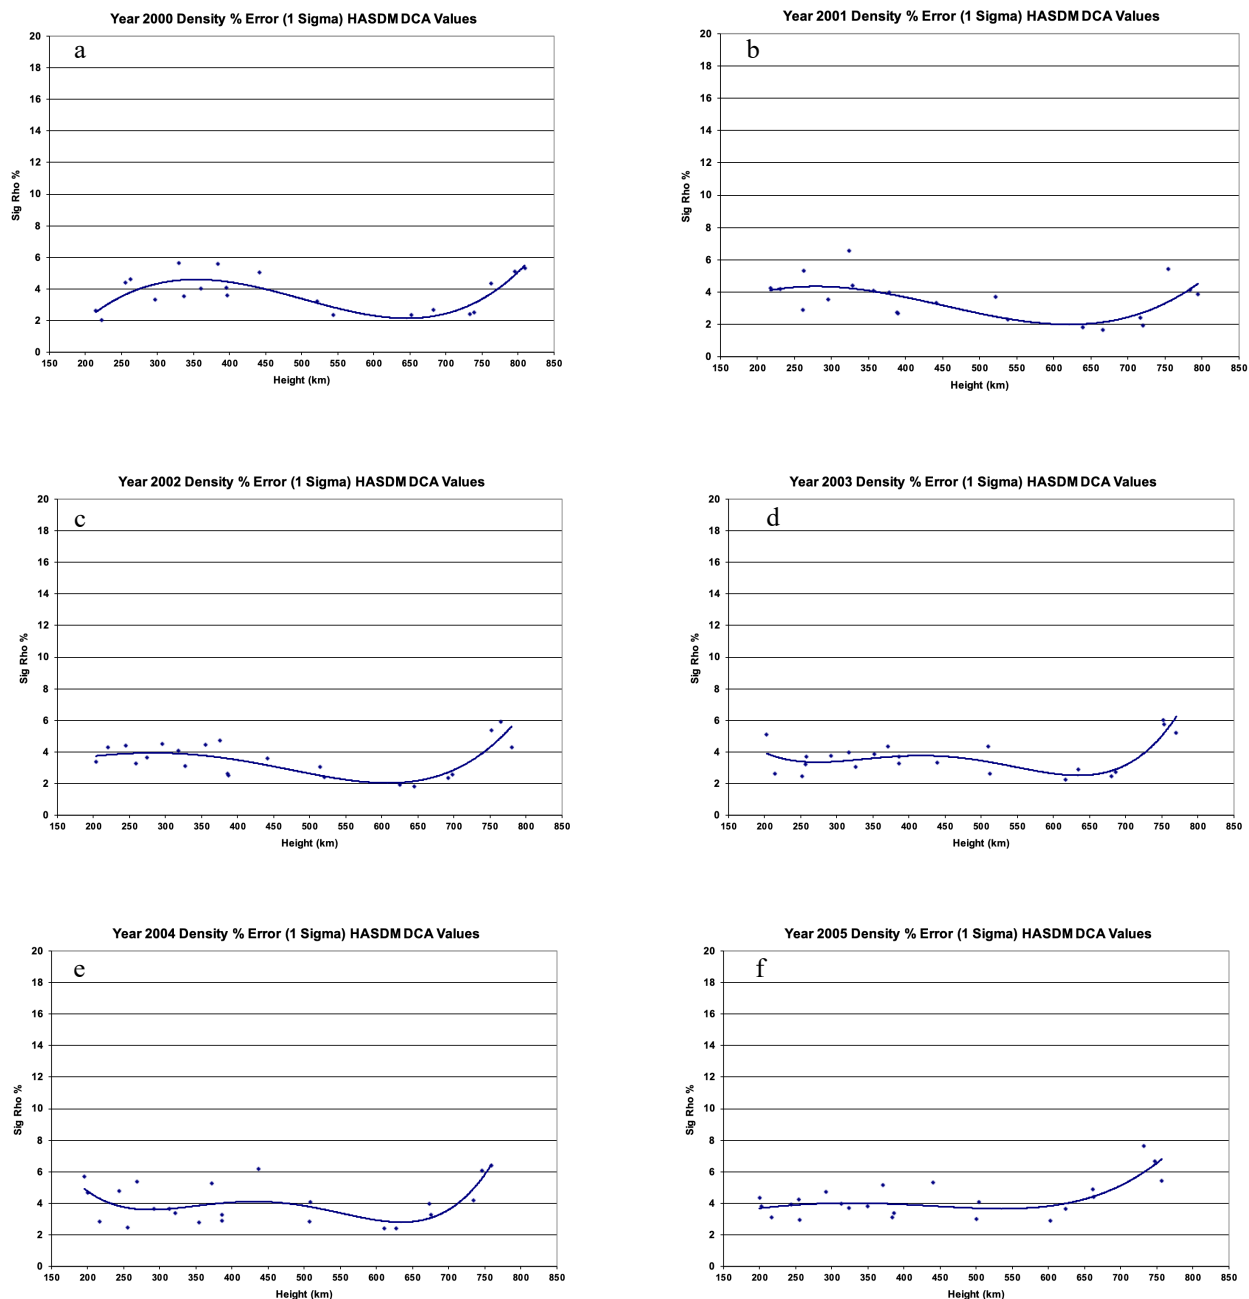 Year 2000 Density % Error (1 Sigma) HASDM DCA Values
a
20
18
16
14
12
10
8
6
4
2
0
Sig Rho %
150 200 250 300 350 400 450 500 550 600 650 700 750 800 850
Height (km)
Year 2001 Density % Error (1 Sigma) HASDM DCA Values
b
20
18
16
14
12
10
8
6
4
2
0
Sig Rho %
150 200 250 300 350 400 450 500 550 600 650 700 750 800 850
Height (km)
Year 2002 Density % Error (1 Sigma) HASDM DCA Values
c
20
18
16
14
12
10
8
6
4
2
0
Sig Rho %
150 200 250 300 350 400 450 500 550 600 650 700 750 800 850
Height (km)
Year 2003 Density % Error (1 Sigma) HASDM DCA Values
d
20
18
16
14
12
10
8
6
4
2
0
Sig Rho %
150 200 250 300 350 400 450 500 550 600 650 700 750 800 850
Height (km)
Year 2004 Density % Error (1 Sigma) HASDM DCA Values
e
20
18
16
14
12
10
8
6
4
2
0
Sig Rho %
150 200 250 300 350 400 450 500 550 600 650 700 750 800 850
Height (km)
Year 2005 Density % Error (1 Sigma) HASDM DCA Values
f
20
18
16
14
12
10
8
6
4
2
0
Sig Rho %
150 200 250 300 350 400 450 500 550 600 650 700 750 800 850
Height (km)